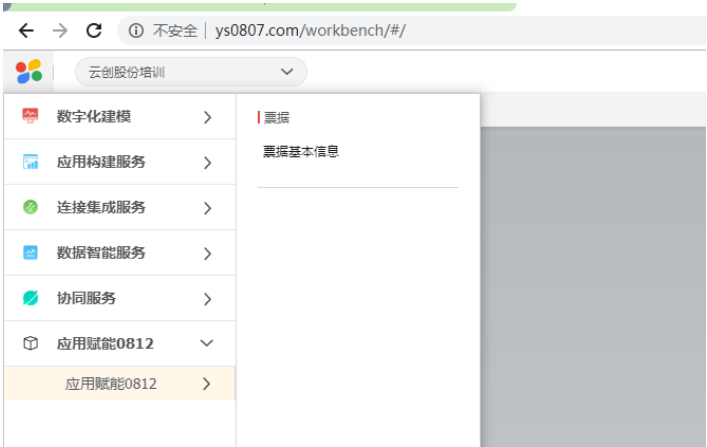 不安全 | ys0807.com/workbench/#/
云创股份培训
数字化建模
应用构建服务
连接集成服务
数据智能服务
协同服务
应用赋能0812
应用赋能0812
票据
票据基本信息